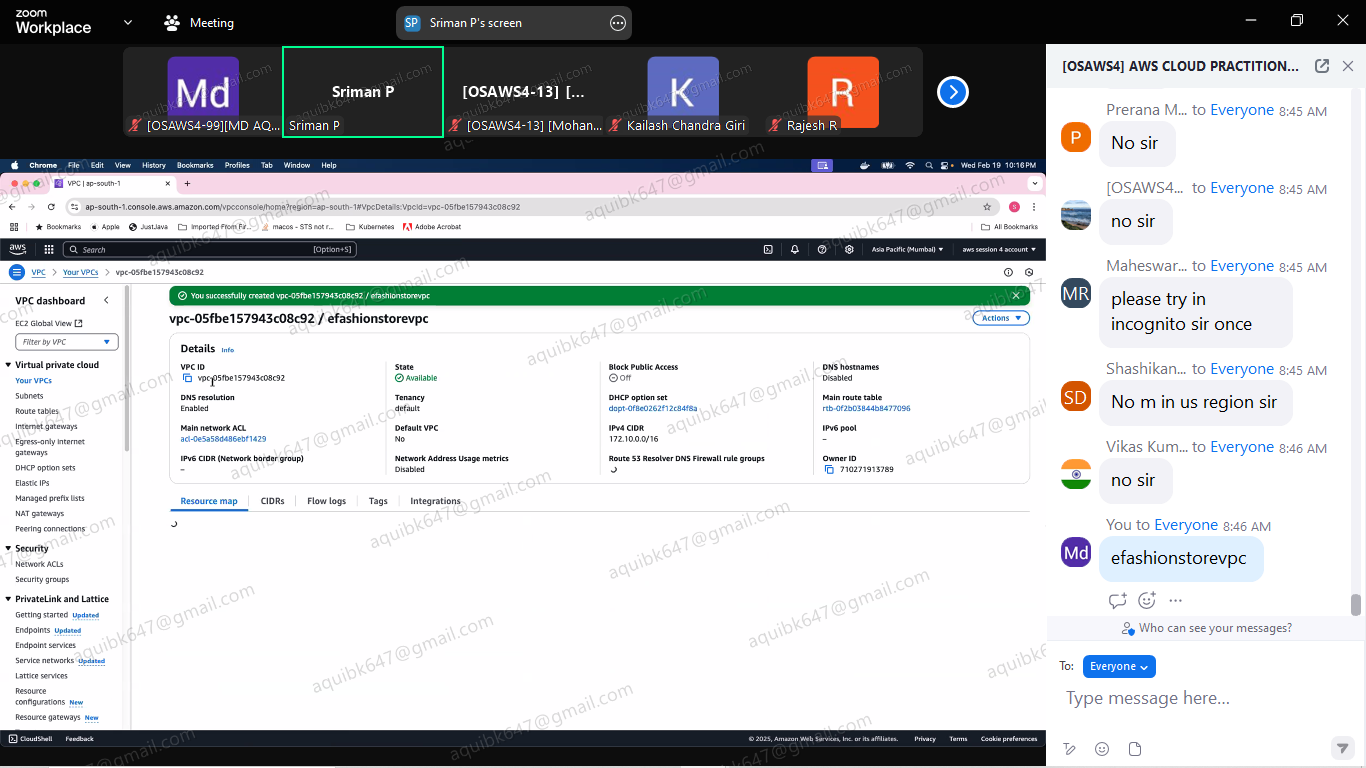 zoom
Workplace
Meeting
SP
Sriman P's screen
Md
[OSAWS4-99][MD AQ...
Sriman P
Sriman P
[OSAWS4-13] [...
[OSAWS4-13] [Mohan...
K
Kailash Chandra Giri
R
Rajesh R
Chrome File Edit View History Bookmarks Profiles Tab Window Help
Wed Feb 19 10:16 PM
VPC | ap-south-1
ap-south-1.console.aws.amazon.com/vpcconsole/home?region=ap-south-1#VpcDetails:VpcId=vpc-05fbe157943c08c92
S
Bookmarks Apple JustJava Imported From Fir... macos - STS not r... Kubernetes Adobe Acrobat
All Bookmarks
aws
Search
[Option+S]
Asia Pacific (Mumbai)
aws session 4 account
VPC > Your VPCs > vpc-05fbe157943c08c92
VPC dashboard
EC2 Global View
Filter by VPC
Virtual private cloud
Your VPCs
Subnets
Route tables
Internet gateways
Egress-only internet
gateways
DHCP option sets
Elastic IPs
Managed prefix lists
NAT gateways
Peering connections
Security
Network ACLs
Security groups
PrivateLink and Lattice
Getting started Updated
Endpoints Updated
Endpoint services
Service networks Updated
Lattice services
Resource
configurations New
Resource gateways New
You successfully created vpc-05fbe157943c08c92 / efashionstorevpc
vpc-05fbe157943c08c92 / efashionstorevpc
Actions
Details Info
VPC ID
vpc-05fbe157943c08c92
State
Available
Block Public Access
Off
DNS hostnames
Disabled
DNS resolution
Enabled
Tenancy
default
DHCP option set
dopt-0f8e0262f12c84f8a
Main route table
rtb-0f2b03844b8477096
Main network ACL
acl-0e5a58d486ebf1429
Default VPC
No
IPv4 CIDR
172.10.0.0/16
IPv6 pool
–
IPv6 CIDR (Network border group)
–
Network Address Usage metrics
Disabled
Route 53 Resolver DNS Firewall rule groups
Owner ID
710271913789
Resource map CIDRs Flow logs Tags Integrations
CloudShell Feedback
© 2025, Amazon Web Services, Inc. or its affiliates. Privacy Terms Cookie preferences
aquibk647@gmail.com
[OSAWS4] AWS CLOUD PRACTITION...
Prerana M... to Everyone 8:45 AM
P
No sir
[OSAWS4... to Everyone 8:45 AM
no sir
Maheswar... to Everyone 8:45 AM
MR
please try in
incognito sir once
Shashikan... to Everyone 8:45 AM
SD
No m in us region sir
Vikas Kum... to Everyone 8:46 AM
no sir
You to Everyone 8:46 AM
Md
efashionstorevpc
Who can see your messages?
To: Everyone
Type message here...